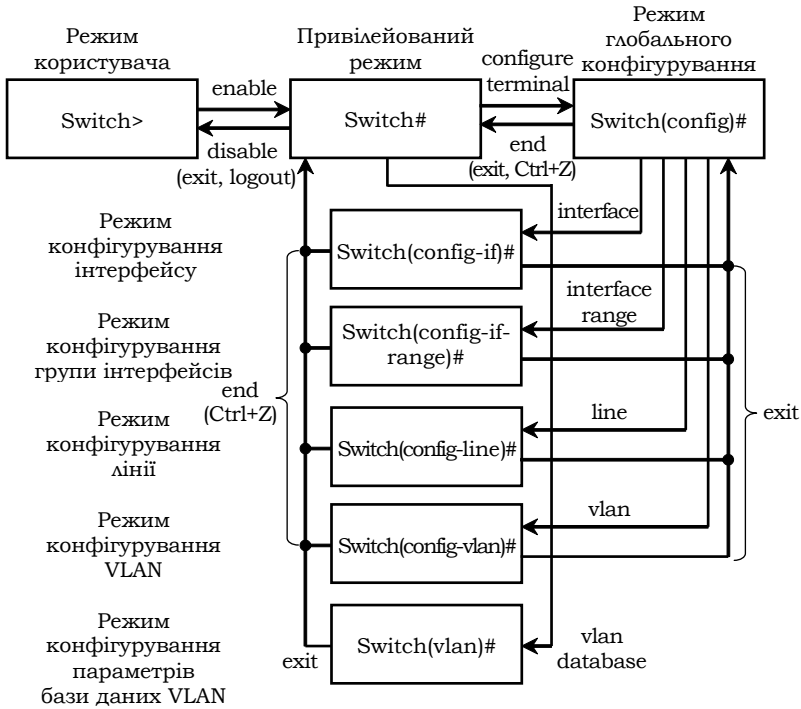 Режим
користувача
Привілейований
режим
Режим
глобального
конфігурування
Switch>
enable
disable
(exit, logout)
Switch#
configure
terminal
end
(exit, Ctrl+Z)
Switch(config)#
Режим
конфігурування
інтерфейсу
Switch(config-if)#
interface
Режим
конфігурування
групи інтерфейсів
Switch(config-if-
range)#
interface
range
end
(Ctrl+Z)
exit
Режим
конфігурування
лінії
Switch(config-line)#
line
Режим
конфігурування
VLAN
Switch(config-vlan)#
vlan
Режим
конфігурування
параметрів
бази даних VLAN
exit
Switch(vlan)#
vlan
database